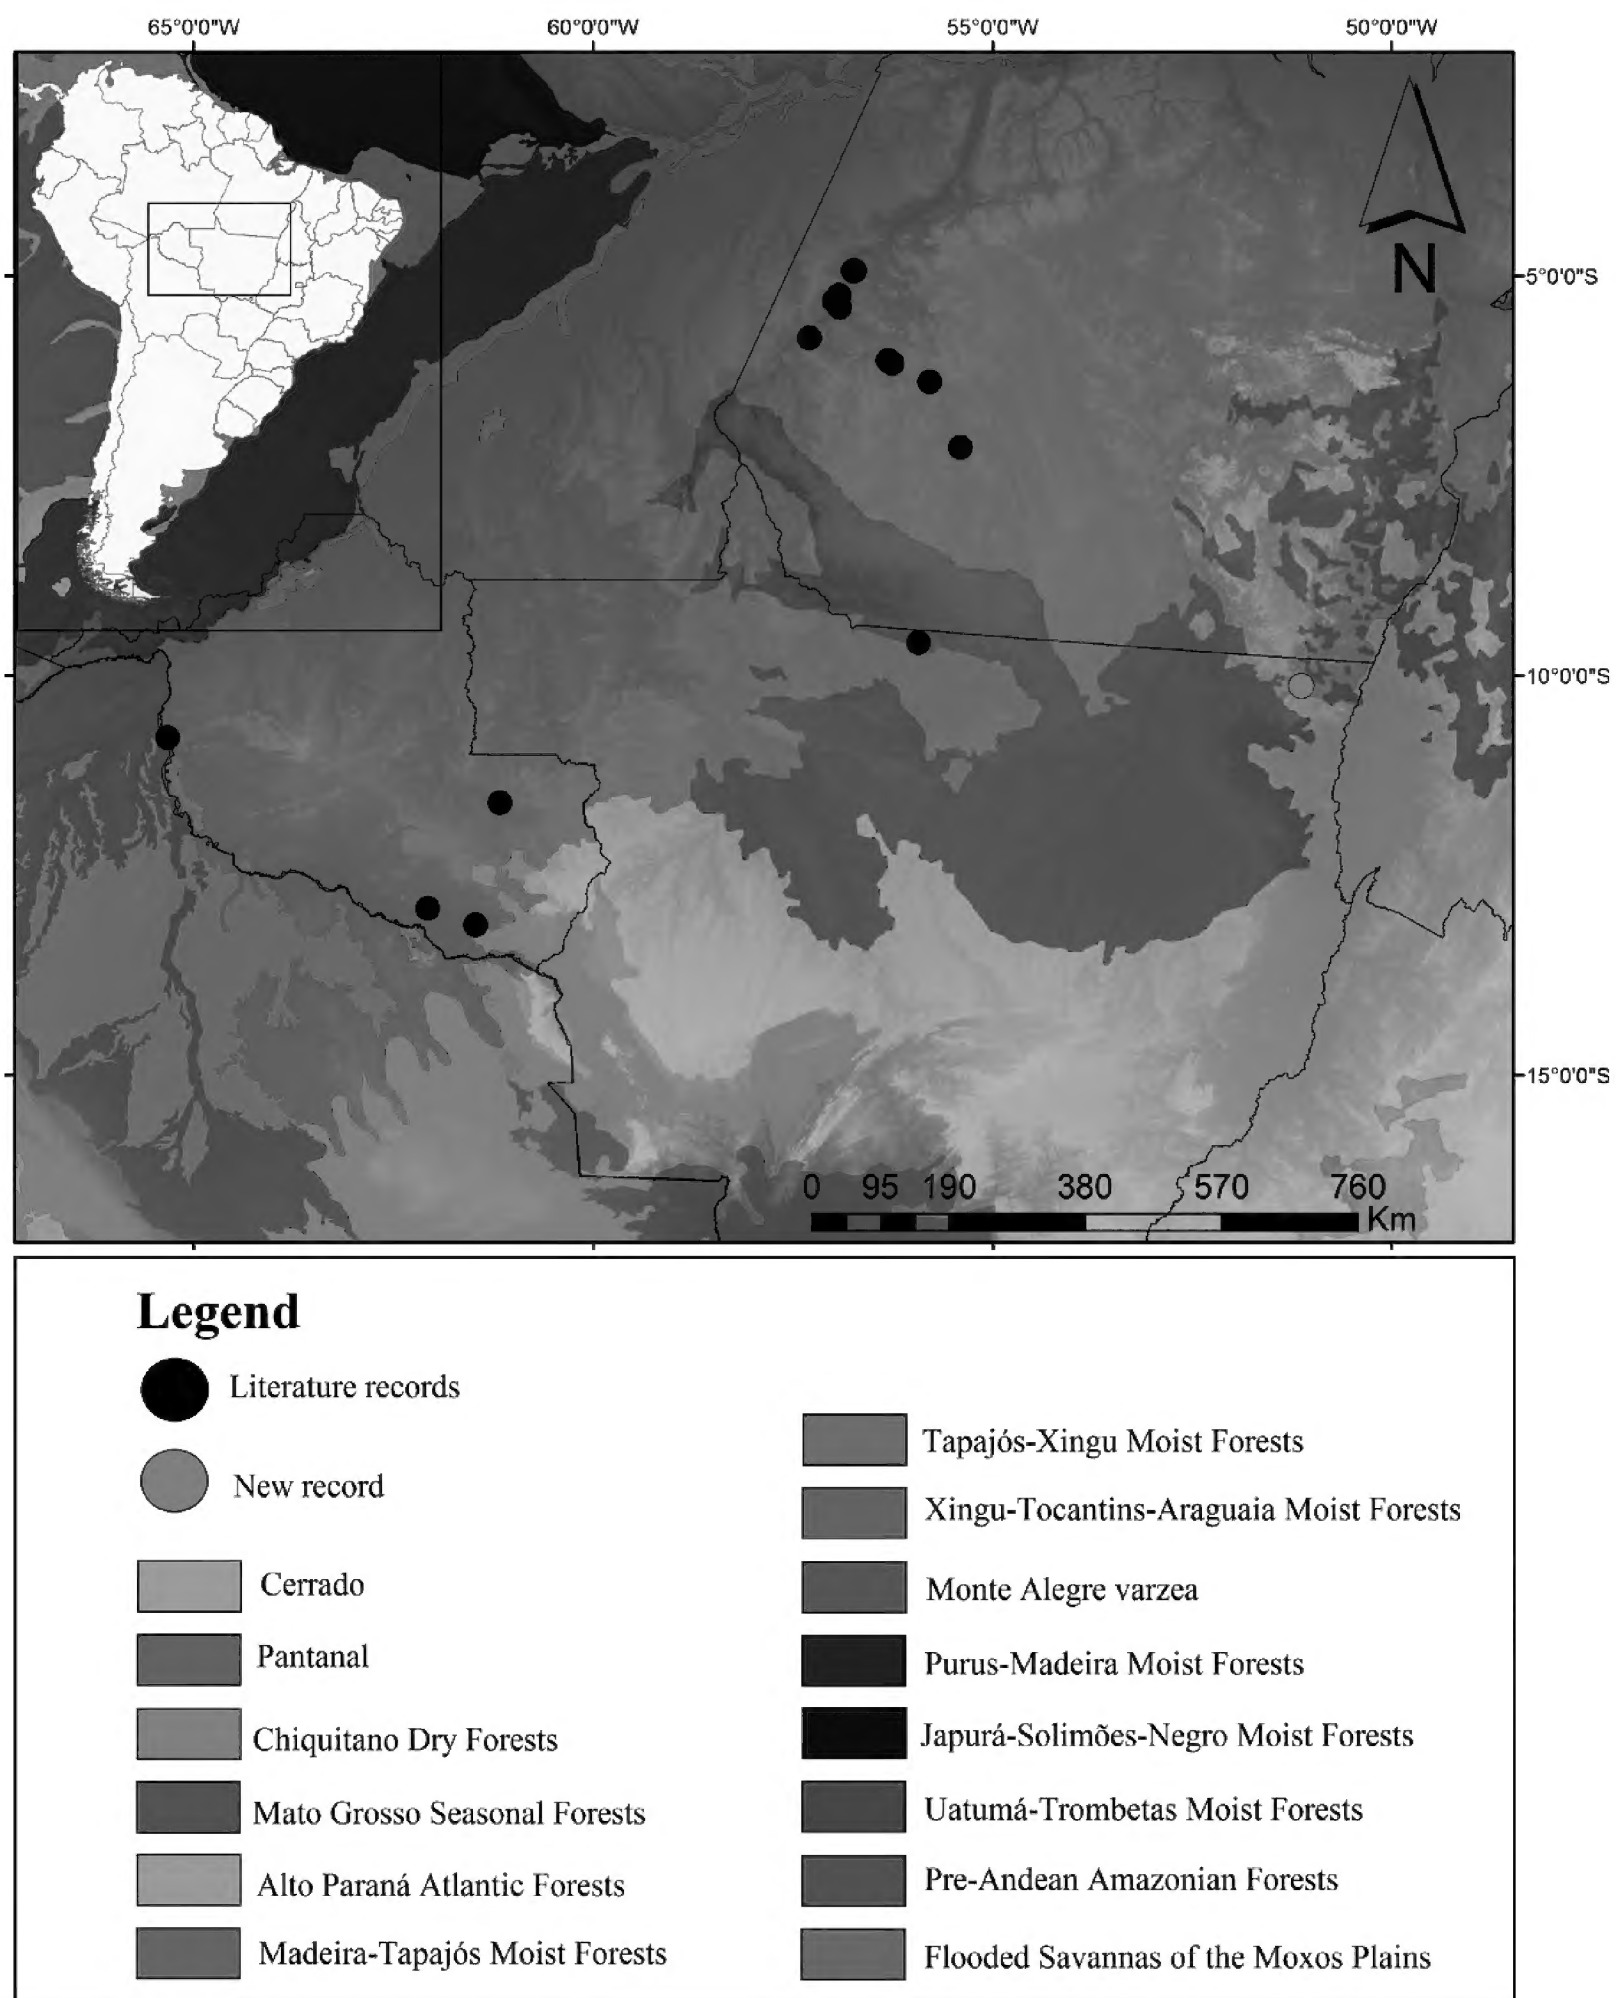 65°0'0"W 60°0'0"W 55°0'0"W 50°0'0"W
N
5°0'0"S
10°0'0"S
15°0'0"S
0 95 190 380 570 760
Km
Legend
Literature records
New record
Cerrado
Pantanal
Chiquitano Dry Forests
Mato Grosso Seasonal Forests
Alto Paraná Atlantic Forests
Madeira-Tapajós Moist Forests
Tapajós-Xingu Moist Forests
Xingu-Tocantins-Araguaia Moist Forests
Monte Alegre varzea
Purus-Madeira Moist Forests
Japurá-Solimões-Negro Moist Forests
Uatumá-Trombetas Moist Forests
Pre-Andean Amazonian Forests
Flooded Savannas of the Moxos Plains